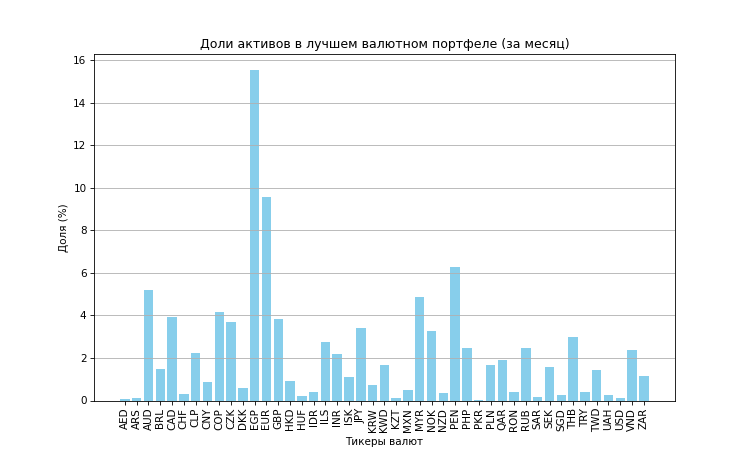 Доли активов в лучшем валютном портфеле (за месяц)
Доля (%)
16
14
12
10
8
6
4
2
0
AED ARS AUD BRL CAD CHF CLP CNY COP CZK DKK EGP EUR GBP HKD HUF IDR ILS INR ISK JPY KRW KWD KZT MXN MYR NOK NZD PEN PHP PKR PLN QAR RON RUB SAR SEK SGD THB TRY TWD UAH USD VND ZAR
Тикеры валют